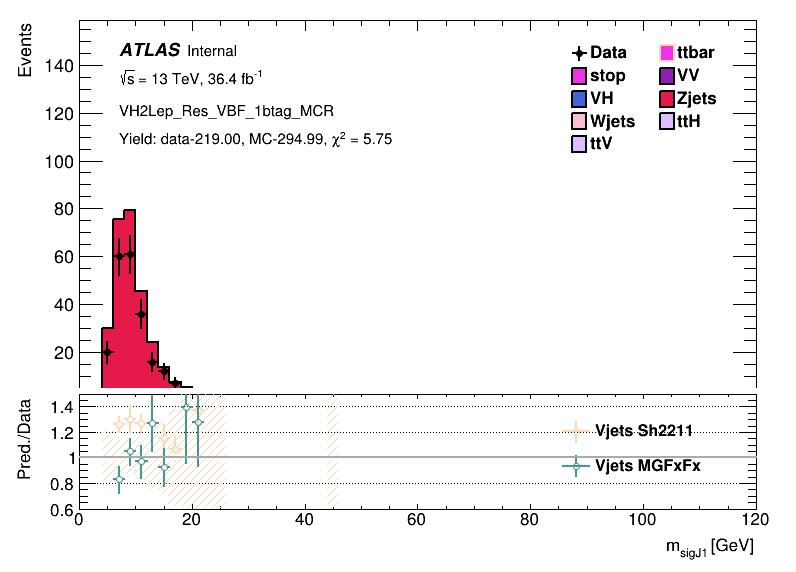 Events
140
120
100
80
60
40
20
ATLAS Internal
√s = 13 TeV, 36.4 fb⁻¹
VH2Lep_Res_VBF_1btag_MCR
Yield: data-219.00, MC-294.99, χ² = 5.75
Data
ttbar
stop
VV
VH
Zjets
Wjets
ttH
ttV
Pred./Data
1.4
1.2
1
0.8
0.6
Vjets Sh2211
Vjets MGFxFx
0 20 40 60 80 100 120
m_sigJ1 [GeV]